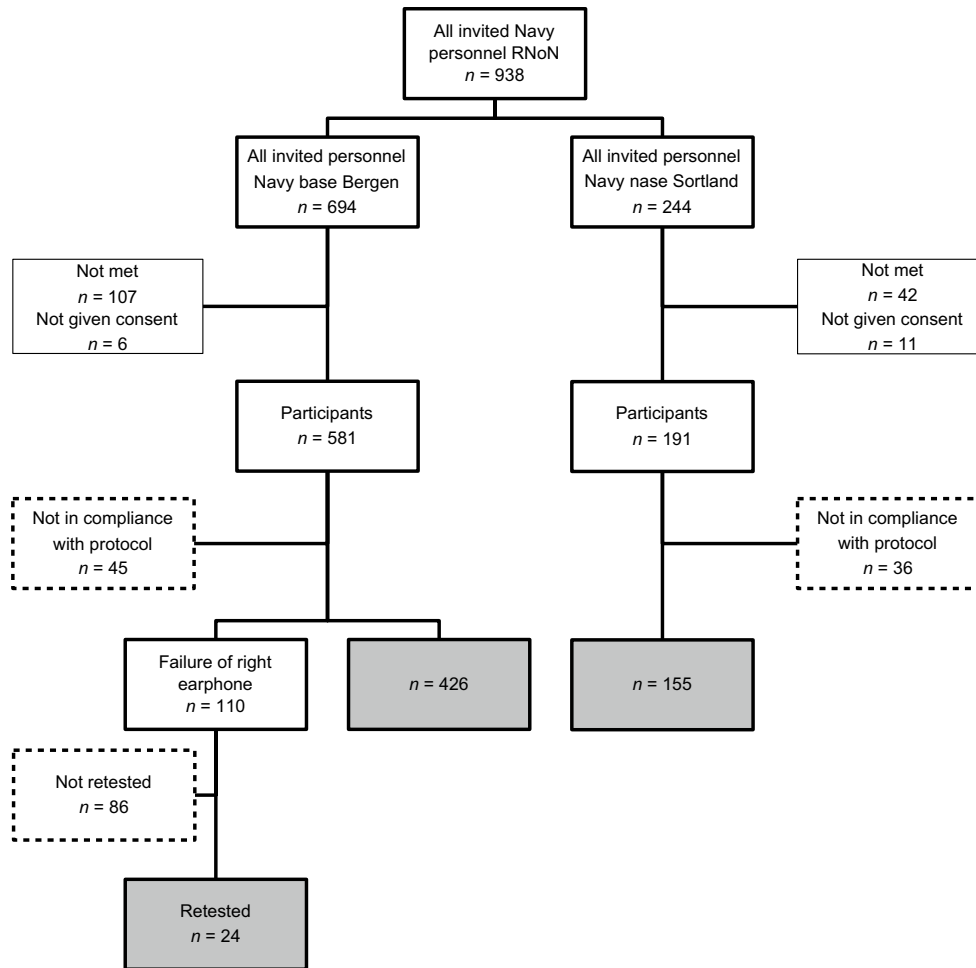 All invited Navy
personnel RNoN
n = 938
All invited personnel
Navy base Bergen
n = 694
All invited personnel
Navy nase Sortland
n = 244
Not met
n = 107
Not given consent
n = 6
Not met
n = 42
Not given consent
n = 11
Participants
n = 581
Participants
n = 191
Not in compliance
with protocol
n = 45
Not in compliance
with protocol
n = 36
Failure of right
earphone
n = 110
n = 426
n = 155
Not retested
n = 86
Retested
n = 24